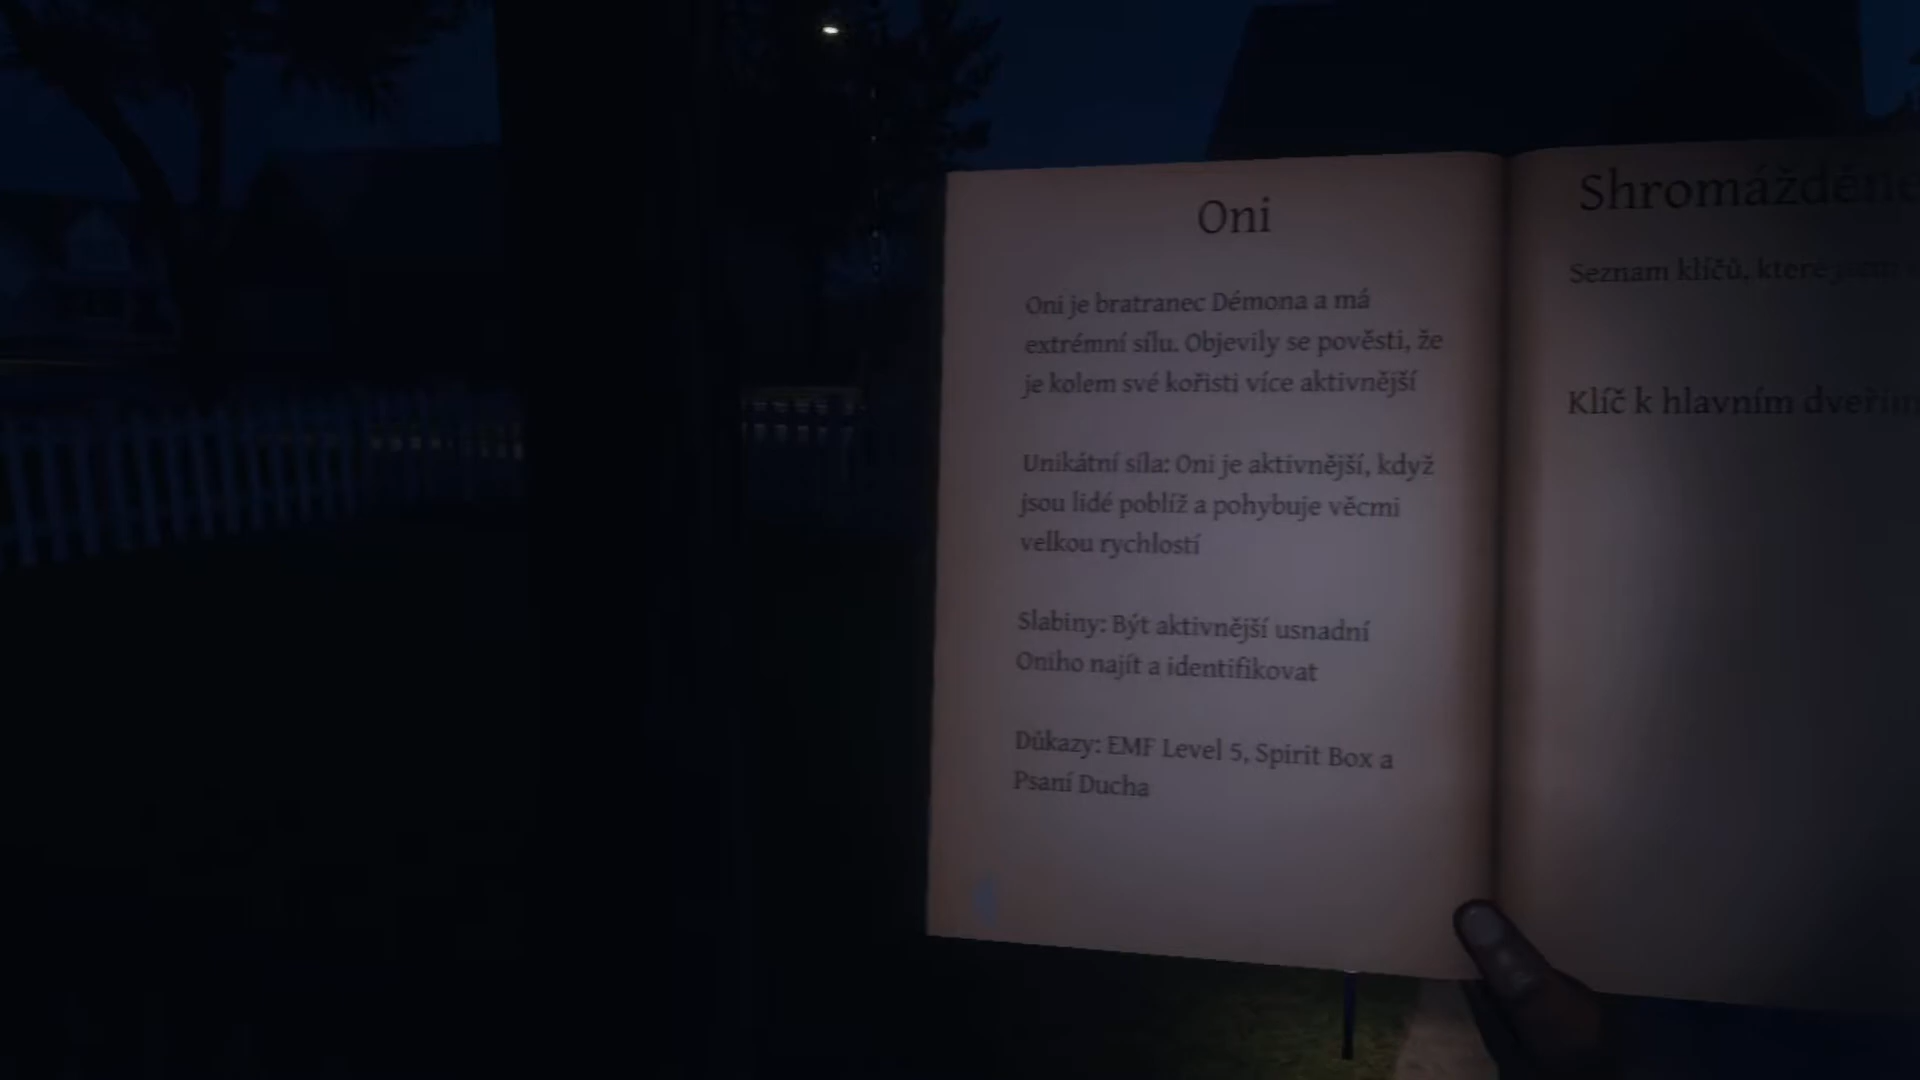 Oni
Oni je bratranec Démona a má
extrémní sílu. Objevily se pověsti, že
je kolem své kořisti více aktivnější
Unikátní síla: Oni je aktivnější, když
jsou lidé poblíž a pohybuje věcmi
velkou rychlostí
Slabiny: Být aktivnější usnadní
Oniho najít a identifikovat
Důkazy: EMF Level 5, Spirit Box a
Psaní Ducha
Seznam klíčů, které
Klíč k hlavním